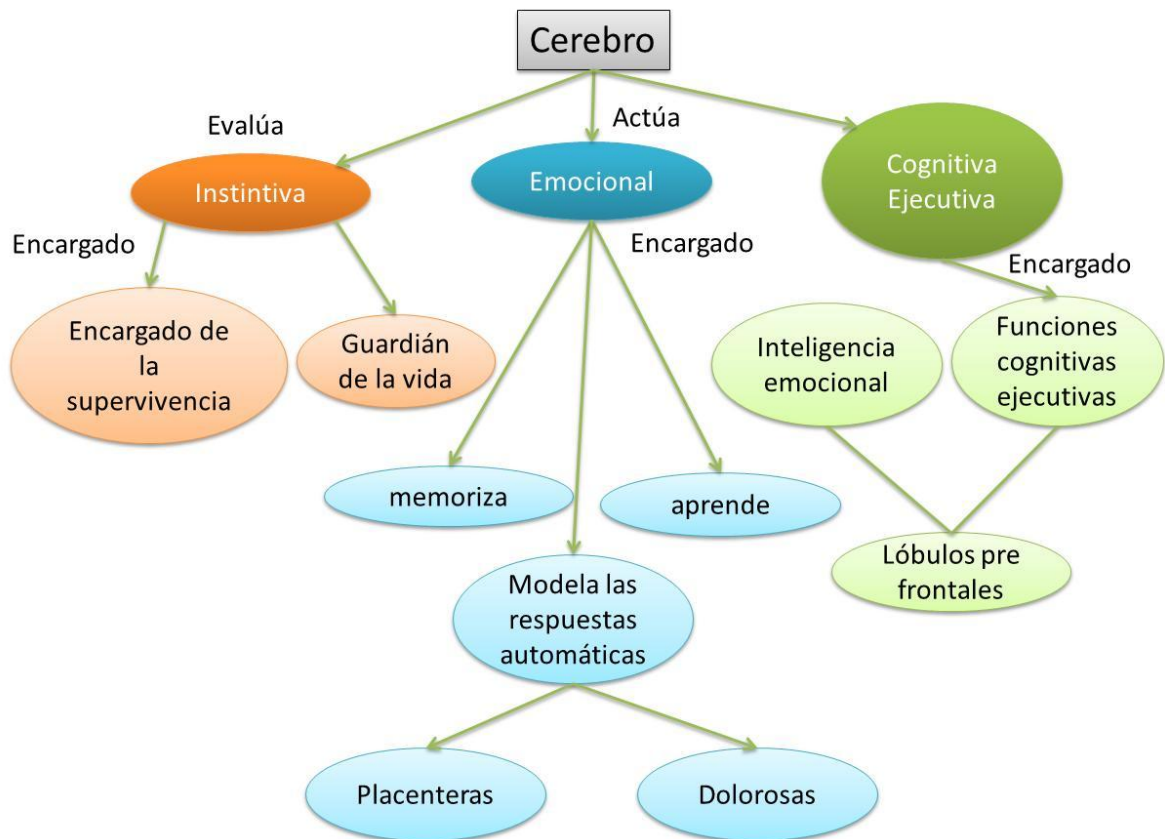 Cerebro
Evalúa
Actúa
Instintiva
Emocional
Cognitiva
Ejecutiva
Encargado
Encargado
Encargado
Encargado de
la
supervivencia
Guardián
de la vida
Inteligencia
emocional
Funciones
cognitivas
ejecutivas
memoriza
aprende
Lóbulos pre
frontales
Modela las
respuestas
automáticas
Placenteras
Dolorosas